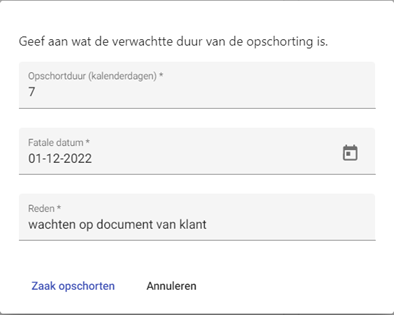 Geef aan wat de verwachtte duur van de opschorting is.
Opschortduur (kalenderdagen) *
7
Fatale datum *
01-12-2022
Reden *
wachten op document van klant
Zaak opschorten Annuleren